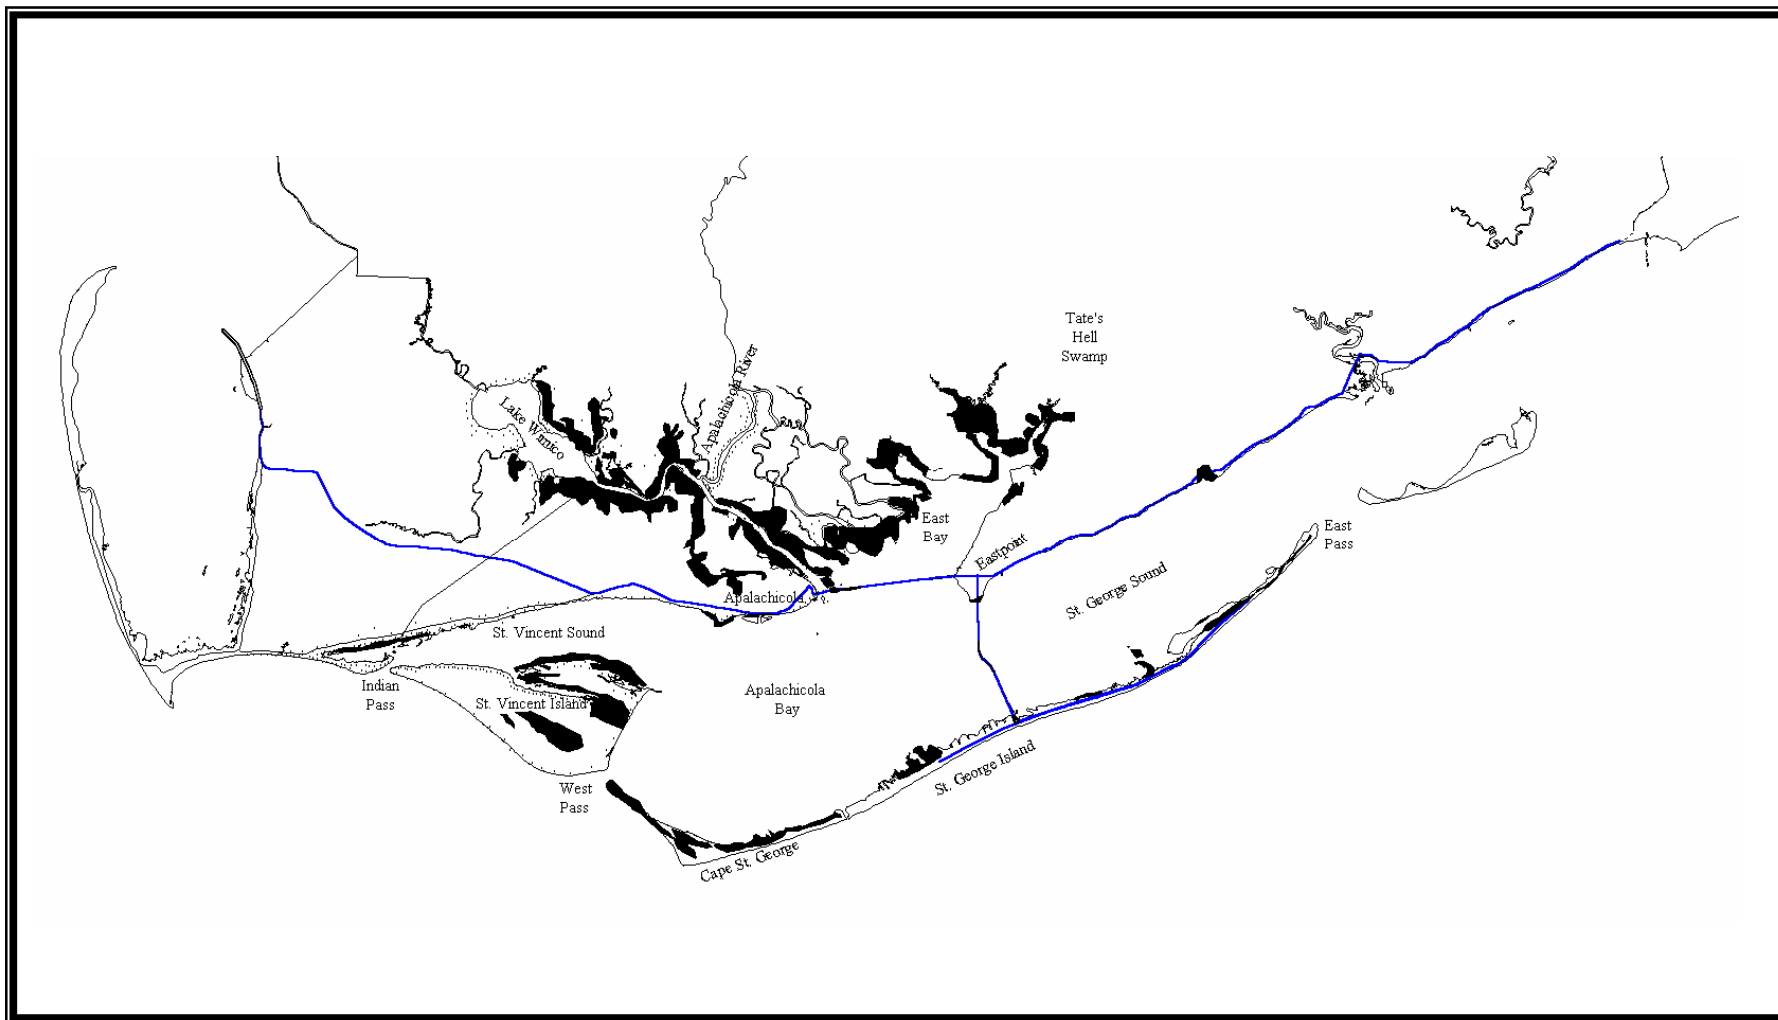 Tate's
Hell
Swamp
Apalachicola River
Lake Wimico
East
Bay
East
Pass
Eastpoint
St. George Sound
Apalachicola
St. Vincent Sound
Indian
Pass
St. Vincent Island
Apalachicola
Bay
St. George Island
West
Pass
Cape St. George